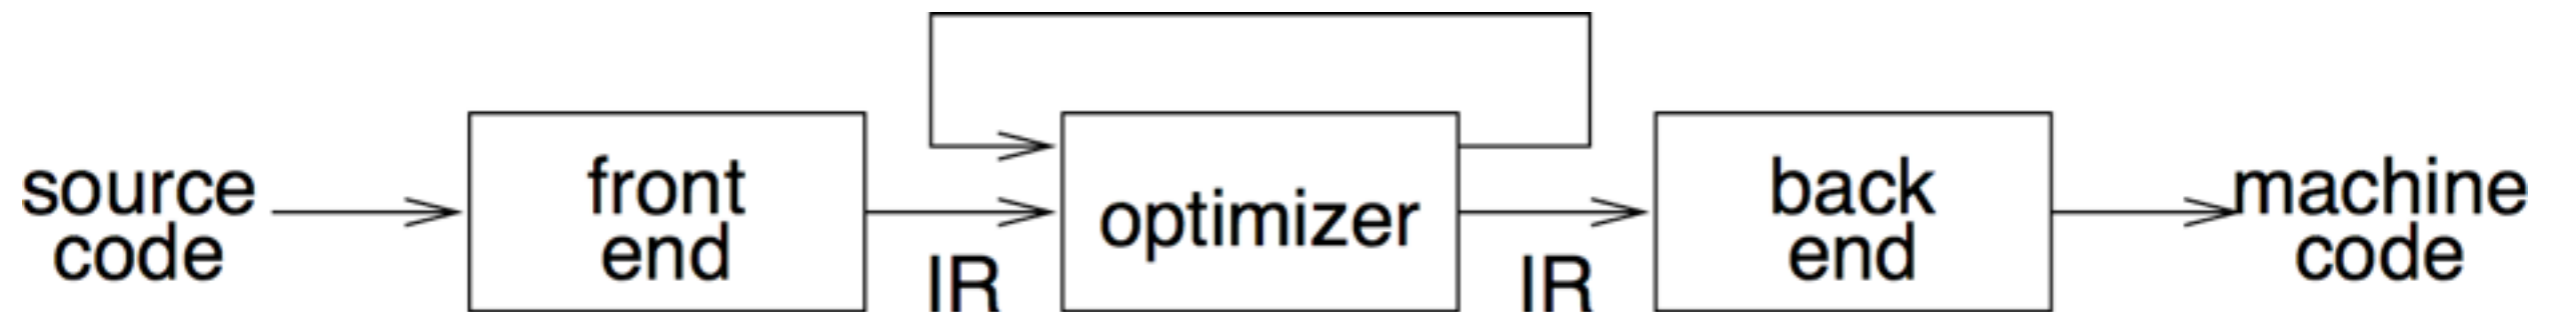 source
code
front
end
IR
optimizer
IR
back
end
machine
code